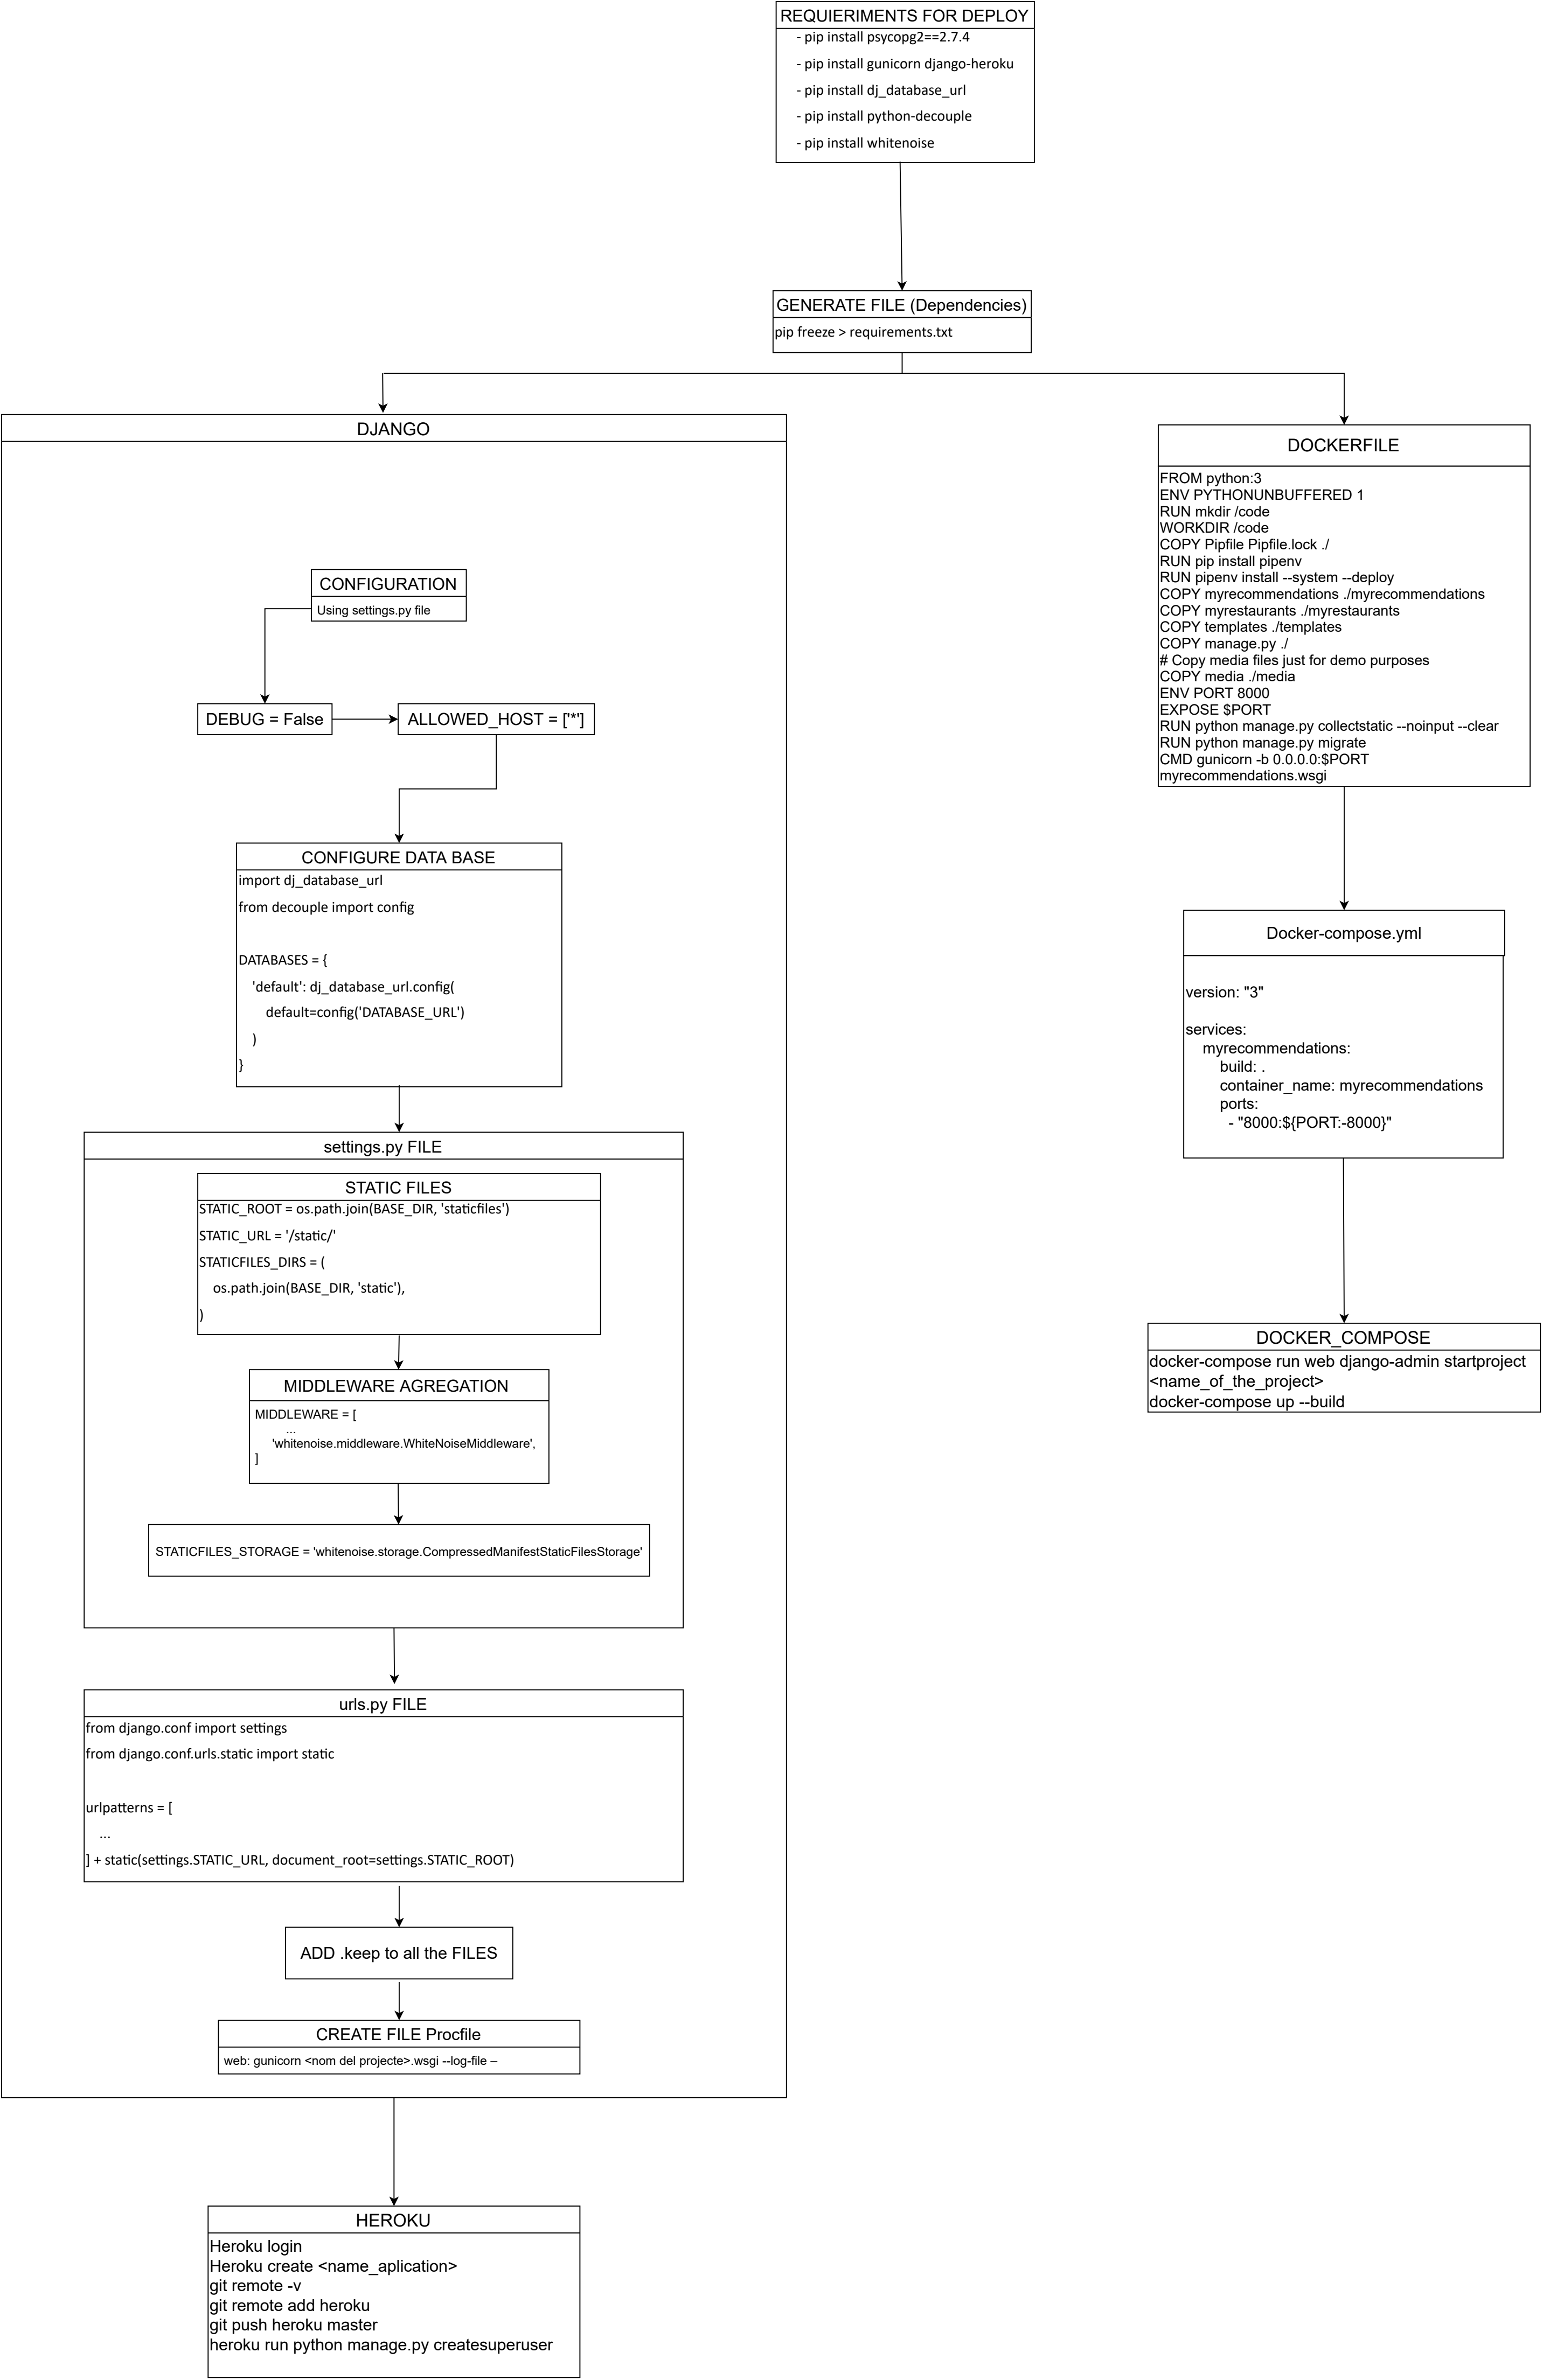 REQUIERIMENTS FOR DEPLOY
- pip install psycopg2==2.7.4
- pip install gunicorn django-heroku
- pip install dj_database_url
- pip install python-decouple
- pip install whitenoise
GENERATE FILE (Dependencies)
pip freeze > requirements.txt
DJANGO
CONFIGURATION
Using settings.py file
DEBUG = False
ALLOWED_HOST = ['*']
CONFIGURE DATA BASE
import dj_database_url
from decouple import config
DATABASES = {
'default': dj_database_url.config(
default=config('DATABASE_URL')
)
}
settings.py FILE
STATIC FILES
STATIC_ROOT = os.path.join(BASE_DIR, 'staticfiles')
STATIC_URL = '/static/'
STATICFILES_DIRS = (
os.path.join(BASE_DIR, 'static'),
)
MIDDLEWARE AGREGATION
MIDDLEWARE = [
...
'whitenoise.middleware.WhiteNoiseMiddleware',
]
STATICFILES_STORAGE = 'whitenoise.storage.CompressedManifestStaticFilesStorage'
urls.py FILE
from django.conf import settings
from django.conf.urls.static import static
urlpatterns = [
...
] + static(settings.STATIC_URL, document_root=settings.STATIC_ROOT)
ADD .keep to all the FILES
CREATE FILE Procfile
web: gunicorn <nom del projecte>.wsgi --log-file –
HEROKU
Heroku login
Heroku create <name_aplication>
git remote -v
git remote add heroku
git push heroku master
heroku run python manage.py createsuperuser
DOCKERFILE
FROM python:3
ENV PYTHONUNBUFFERED 1
RUN mkdir /code
WORKDIR /code
COPY Pipfile Pipfile.lock ./
RUN pip install pipenv
RUN pipenv install --system --deploy
COPY myrecommendations ./myrecommendations
COPY myrestaurants ./myrestaurants
COPY templates ./templates
COPY manage.py ./
# Copy media files just for demo purposes
COPY media ./media
ENV PORT 8000
EXPOSE $PORT
RUN python manage.py collectstatic --noinput --clear
RUN python manage.py migrate
CMD gunicorn -b 0.0.0.0:$PORT
myrecommendations.wsgi
Docker-compose.yml
version: "3"
services:
myrecommendations:
build: .
container_name: myrecommendations
ports:
- "8000:${PORT:-8000}"
DOCKER_COMPOSE
docker-compose run web django-admin startproject
<name_of_the_project>
docker-compose up --build